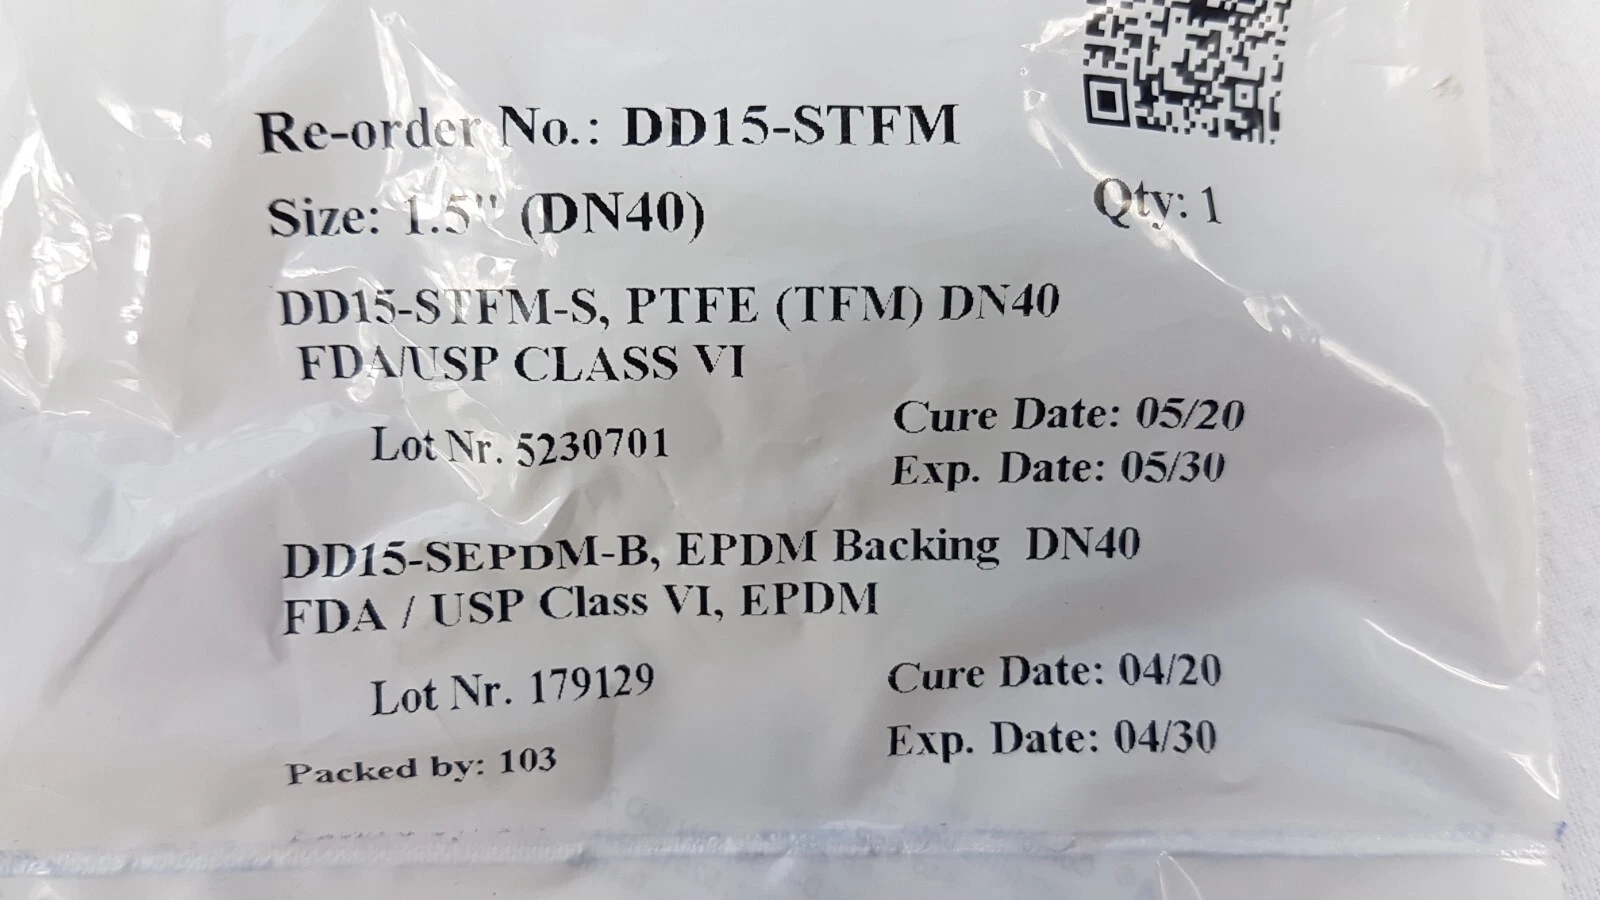 Re-order No.: DD15-STFM
Size: 1.5" (DN40)
Qty: 1
DD15-STFM-S, PTFE (TFM) DN40
FDA/USP CLASS VI
Lot Nr. 5230701
Cure Date: 05/20
Exp. Date: 05/30
DD15-SEPDM-B, EPDM Backing DN40
FDA / USP Class VI, EPDM
Lot Nr. 179129
Cure Date: 04/20
Exp. Date: 04/30
Packed by: 103